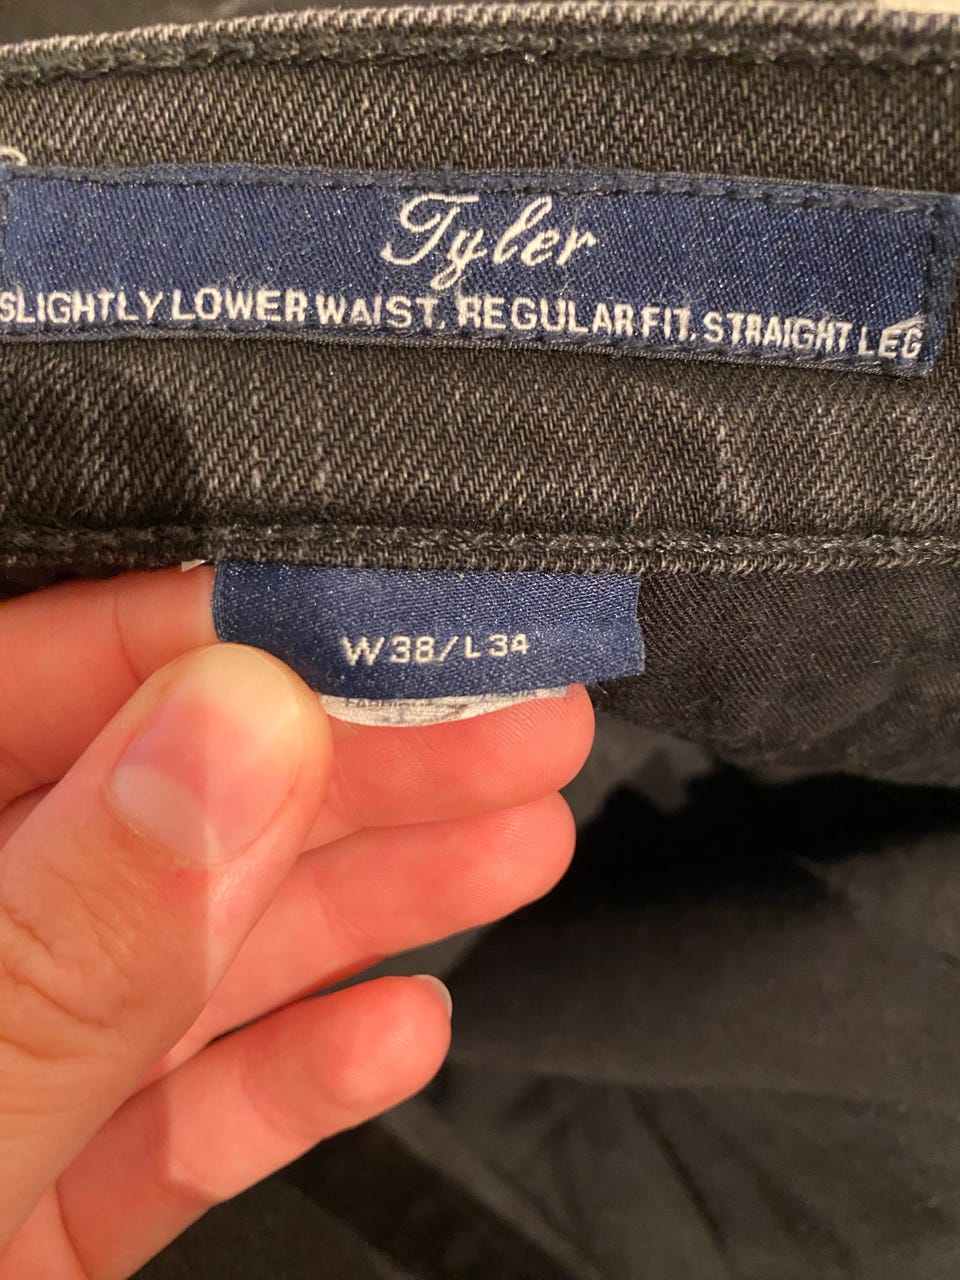 Tyler
SLIGHTLY LOWER WAIST, REGULAR FIT, STRAIGHT LEG
W38/L34